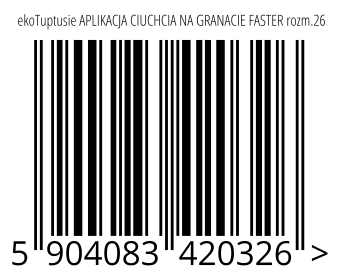 ekoTuptusie APLIKACJA CIUCHCIA NA GRANACIE FASTER rozm.26
5 904083 420326 >